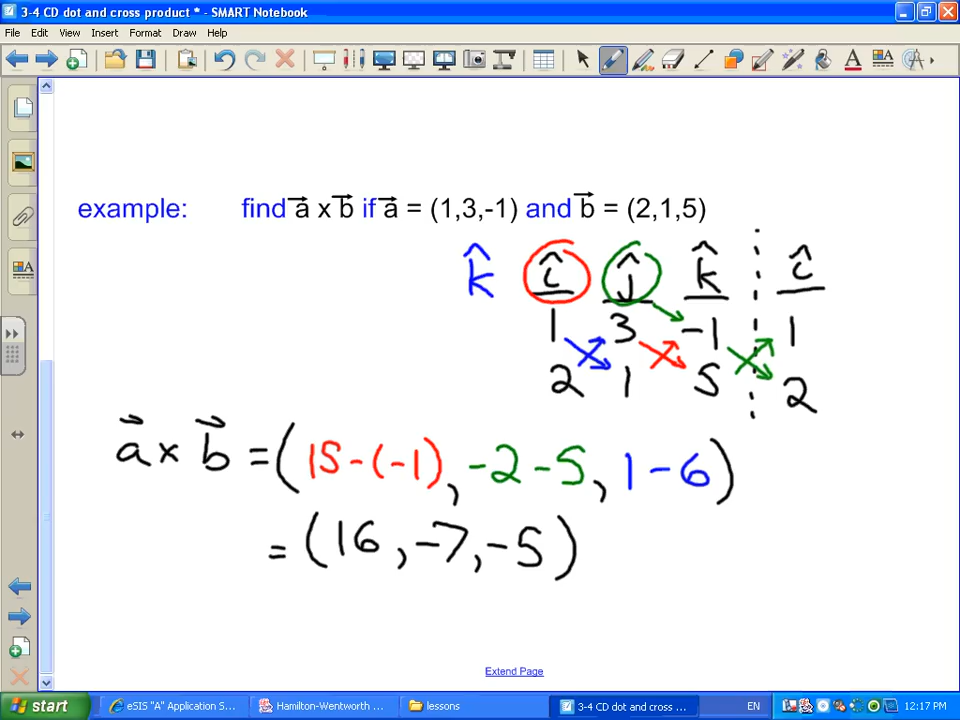 3-4 CD dot and cross product * - SMART Notebook
File Edit View Insert Format Draw Help
example: find a⃗ x b⃗ if a⃗ = (1,3,-1) and b⃗ = (2,1,5)
k̂ î ĵ k̂ î
1 3 -1 1
2 1 5 2
a⃗ x b⃗ = (15-(-1), -2-5, 1-6)
= (16, -7, -5)
Extend Page
start eSIS "A" Application S... Hamilton-Wentworth ... lessons 3-4 CD dot and cross ... EN 12:17 PM